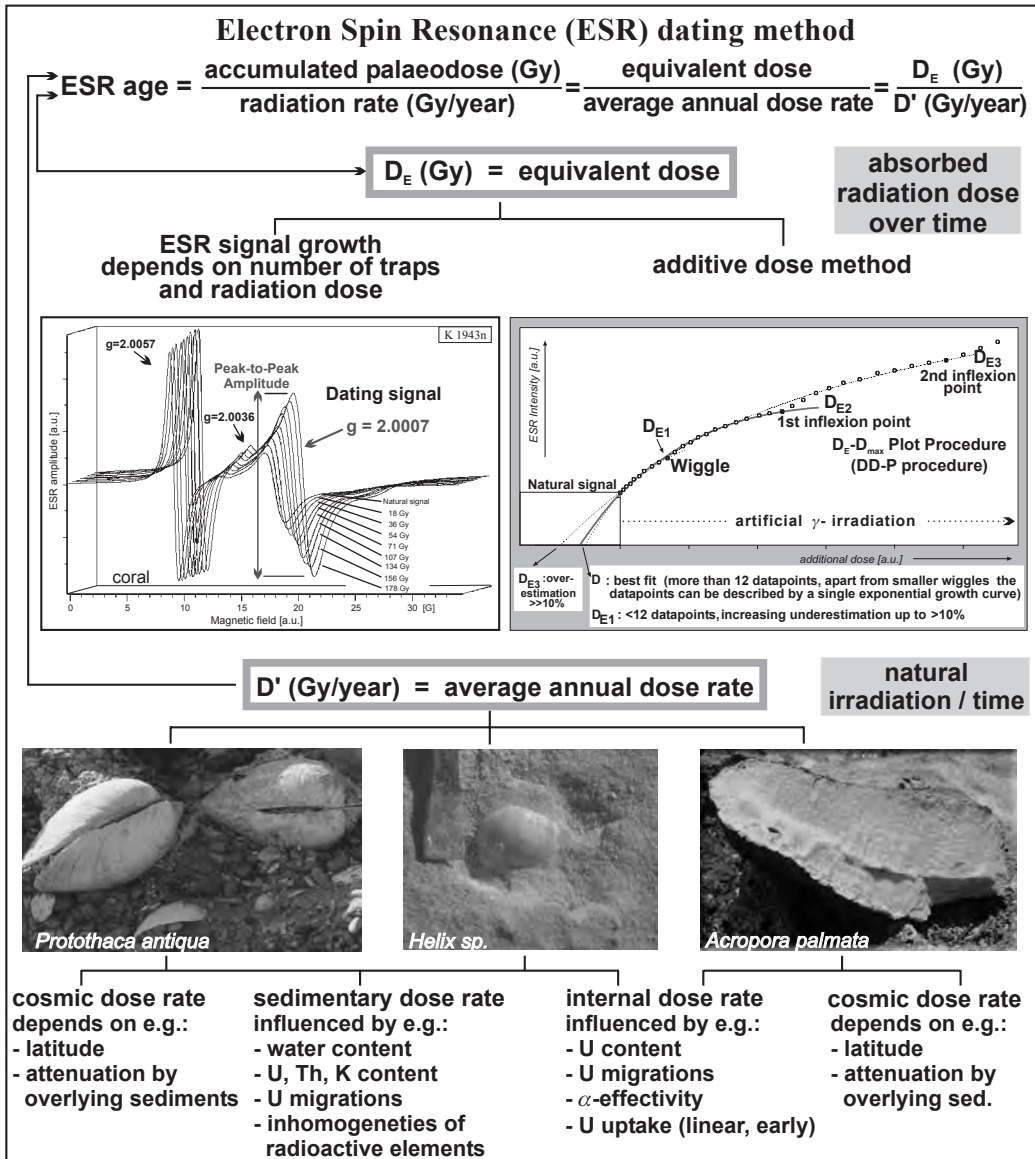 Electron Spin Resonance (ESR) dating method
ESR age = accumulated palaeodose (Gy) / radiation rate (Gy/year) = equivalent dose / average annual dose rate = D_E (Gy) / D' (Gy/year)
D_E (Gy) = equivalent dose
absorbed
radiation dose
over time
ESR signal growth
depends on number of traps
and radiation dose
additive dose method
K 1943n
g=2.0057
Peak-to-Peak
Amplitude
Dating signal
g=2.0036
g = 2.0007
ESR amplitude [a.u.]
Natural signal
18 Gy
36 Gy
54 Gy
71 Gy
107 Gy
134 Gy
156 Gy
178 Gy
coral
0 5 10 15 20 25 30 [G]
Magnetic field [a.u.]
ESR Intensity [a.u.]
D_E3
2nd inflexion
point
D_E2
1st inflexion point
D_E1
Wiggle
D_E-D_max Plot Procedure
(DD-P procedure)
Natural signal
artificial γ- irradiation
additional dose [a.u.]
D_E3 :over-
estimation
>>10%
D : best fit (more than 12 datapoints, apart from smaller wiggles the
datapoints can be described by a single exponential growth curve)
D_E1 : <12 datapoints, increasing underestimation up to >10%
D' (Gy/year) = average annual dose rate
natural
irradiation / time
Protothaca antiqua
Helix sp.
Acropora palmata
cosmic dose rate
depends on e.g.:
- latitude
- attenuation by
overlying sediments
sedimentary dose rate
influenced by e.g.:
- water content
- U, Th, K content
- U migrations
- inhomogeneties of
radioactive elements
internal dose rate
influenced by e.g.:
- U content
- U migrations
- α-effectivity
- U uptake (linear, early)
cosmic dose rate
depends on e.g.:
- latitude
- attenuation by
overlying sed.